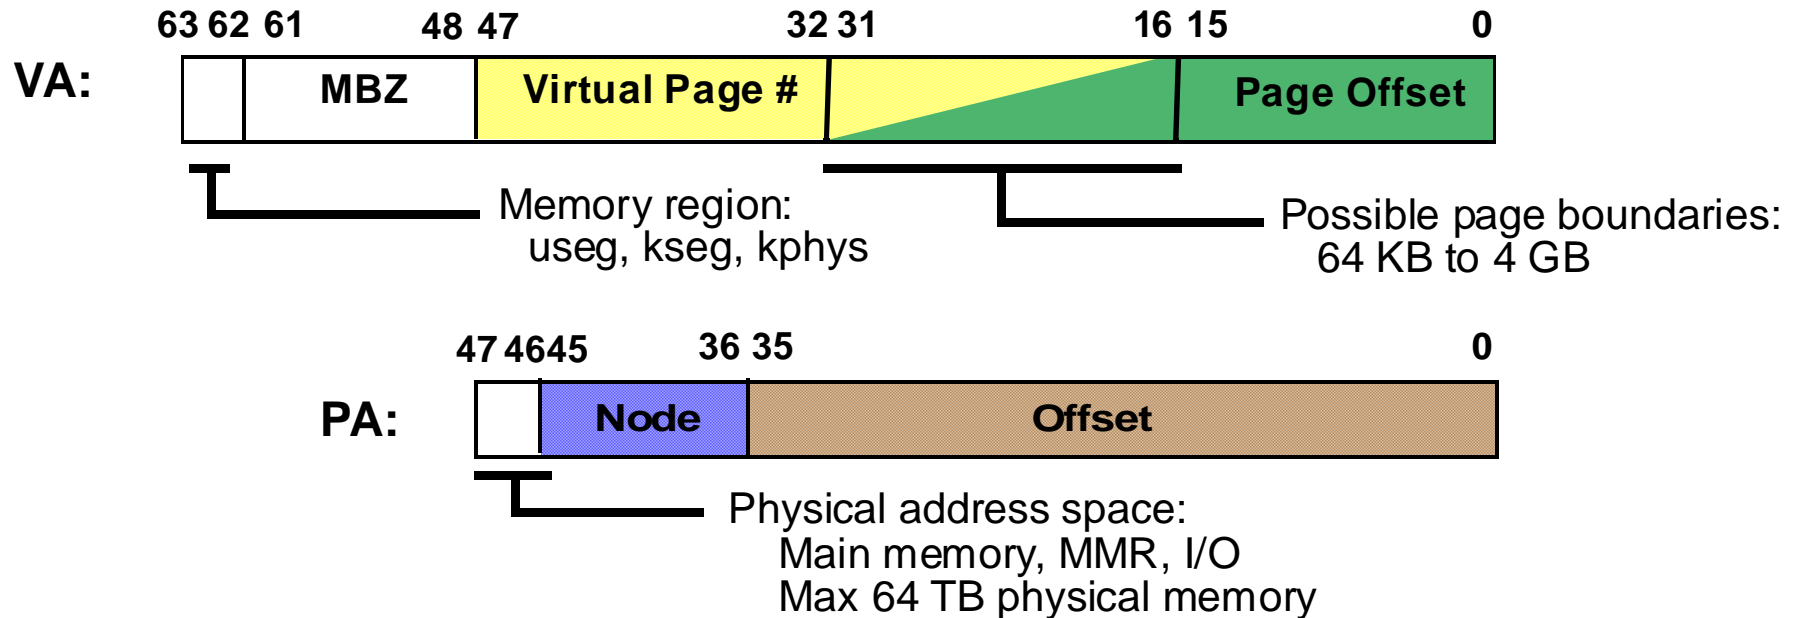 63 62 61 48 47 32 31 16 15 0
VA: MBZ Virtual Page # Page Offset
Memory region:
useg, kseg, kphys
Possible page boundaries:
64 KB to 4 GB
47 46 45 36 35 0
PA: Node Offset
Physical address space:
Main memory, MMR, I/O
Max 64 TB physical memory